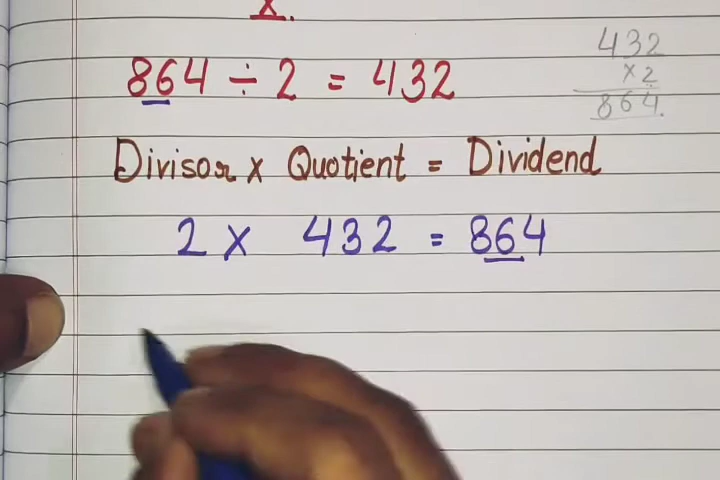 x.
864 ÷ 2 = 432
432
x2
864.
Divisor x Quotient = Dividend
2 x 432 = 864